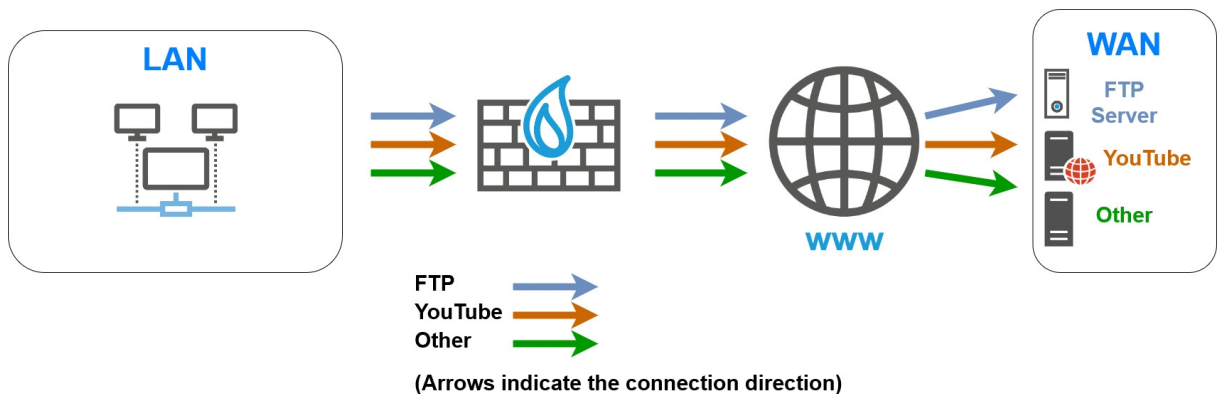 LAN
WAN
FTP
Server
YouTube
Other
www
FTP
YouTube
Other
(Arrows indicate the connection direction)